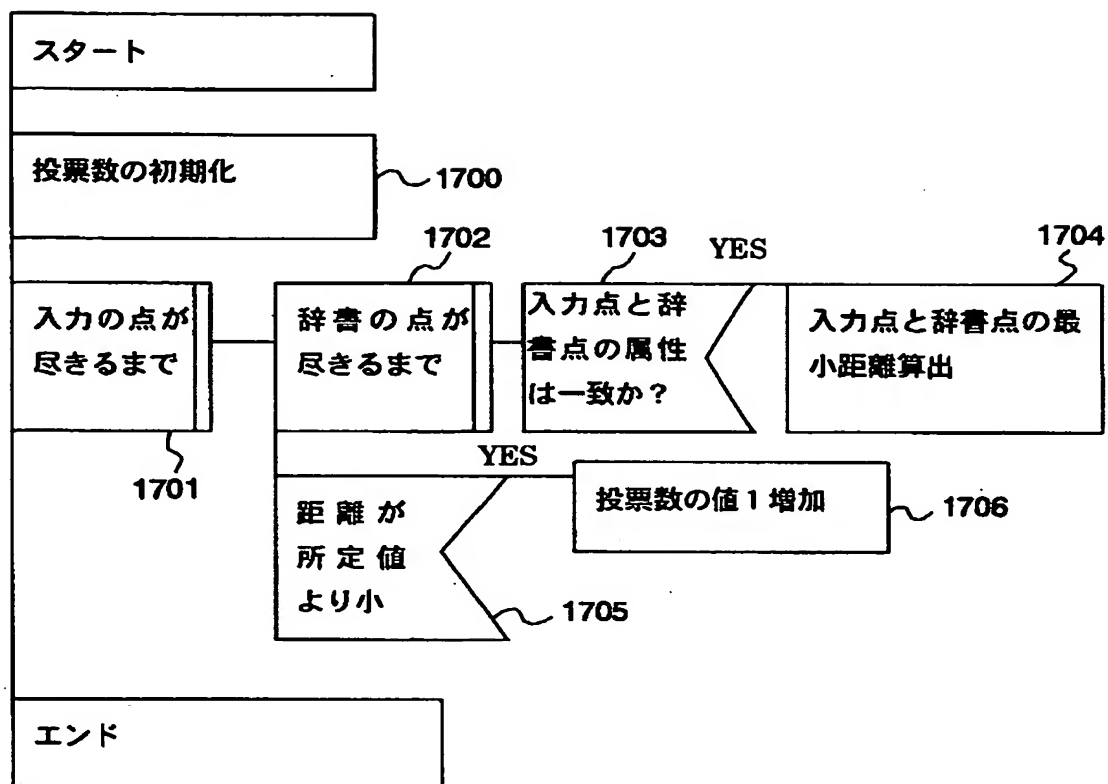 スタート
投票数の初期化
1700
1702
1703
YES
1704
入力の点が
尽きるまで
辞書の点が
尽きるまで
入力点と辞
書点の属性
は一致か？
入力点と辞書点の最
小距離算出
1701
YES
距離が
所定値
より小
投票数の値1増加
1706
1705
エンド